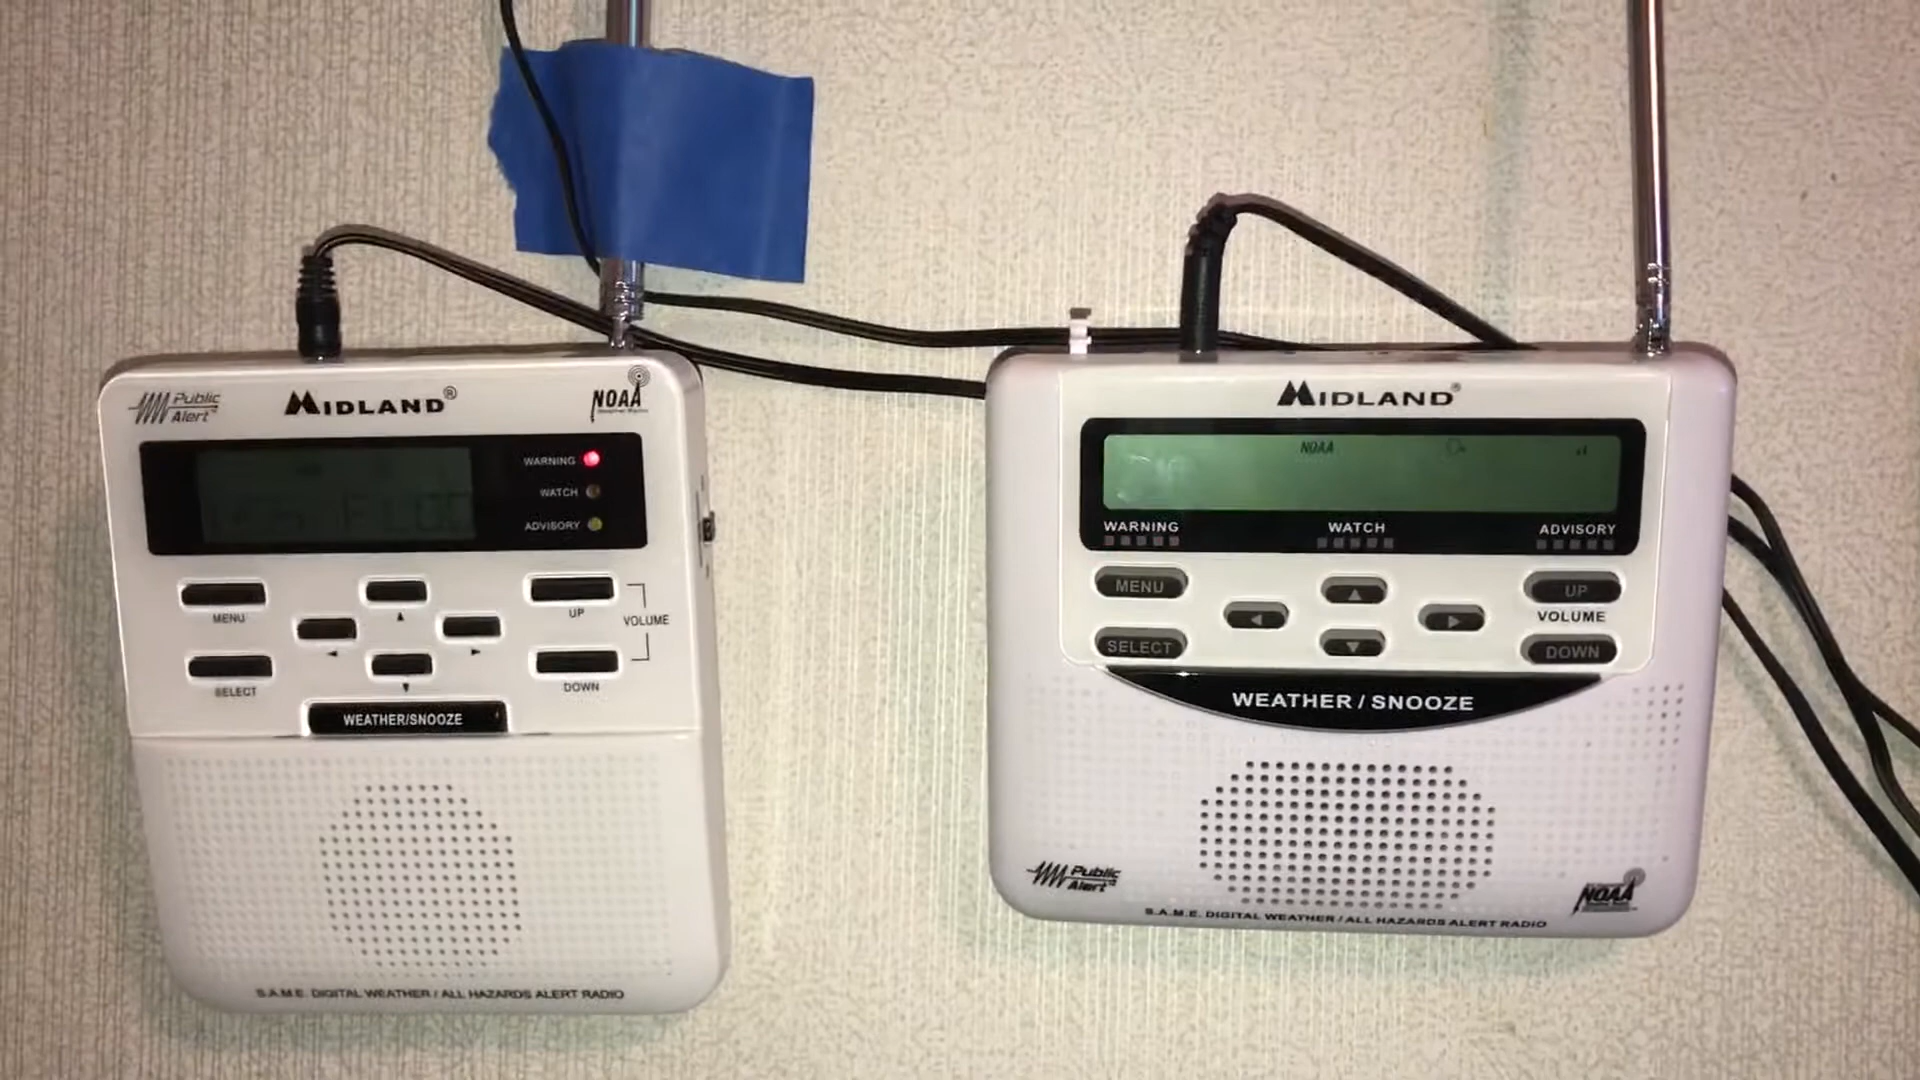 Public Alert™
MIDLAND®
NOAA
WARNING
WATCH
ADVISORY
MENU
UP
VOLUME
SELECT
DOWN
WEATHER/SNOOZE
S.A.M.E. DIGITAL WEATHER / ALL HAZARDS ALERT RADIO
MIDLAND®
NOAA
WARNING WATCH ADVISORY
MENU
UP
VOLUME
SELECT
DOWN
WEATHER / SNOOZE
Public Alert™
NOAA
S.A.M.E. DIGITAL WEATHER / ALL HAZARDS ALERT RADIO